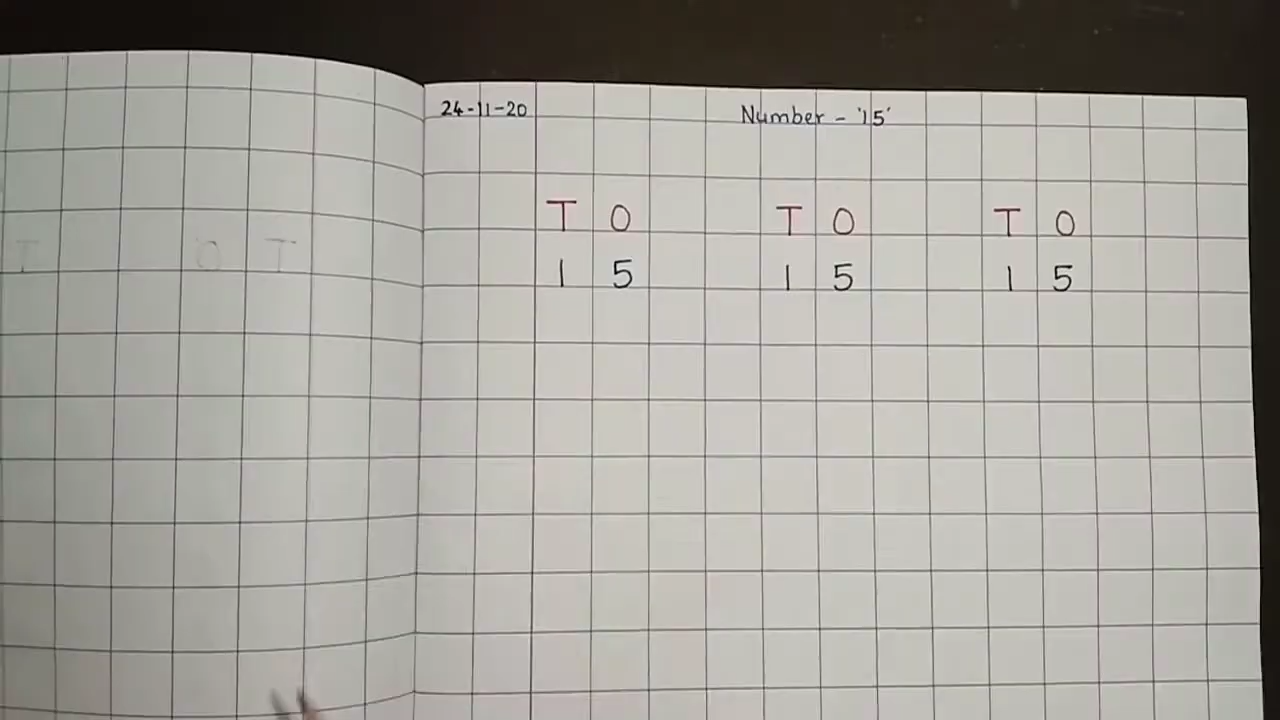 24-11-20 Number - '15'
T O T O T O
1 5 1 5 1 5
T O T